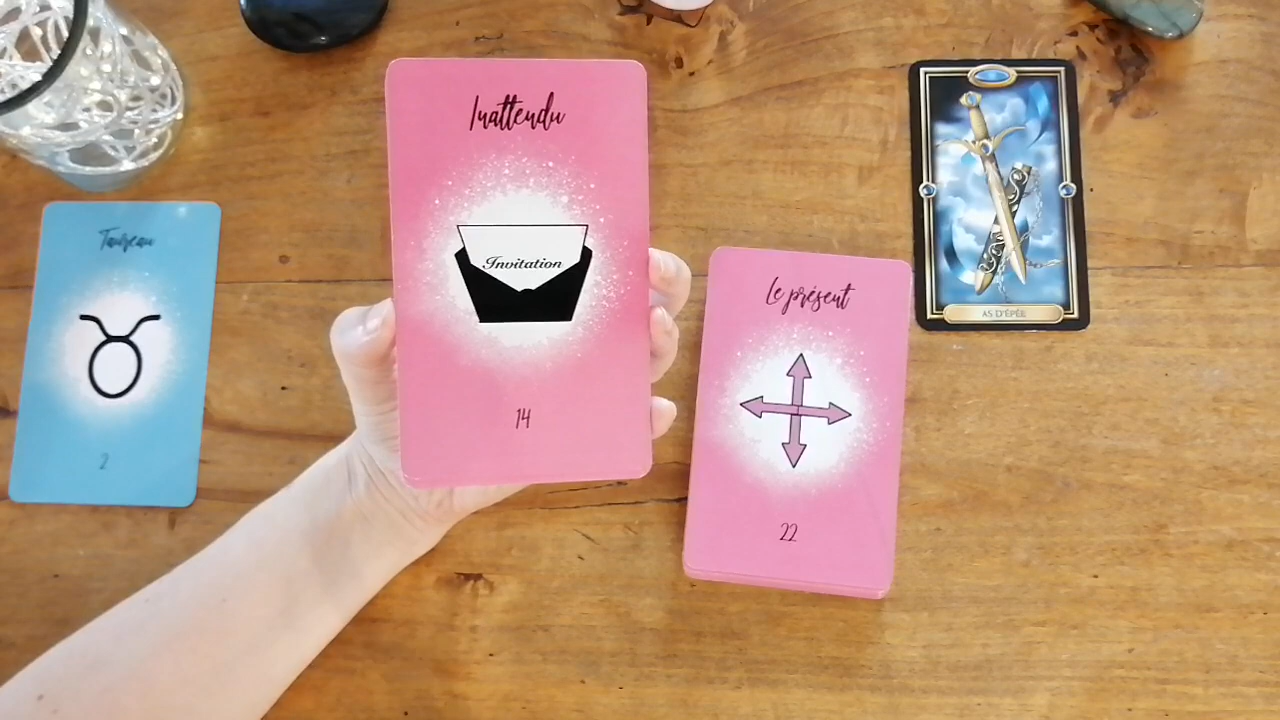 Taureau
2
Inattendu
Invitation
14
Le présent
22
AS D'ÉPÉE